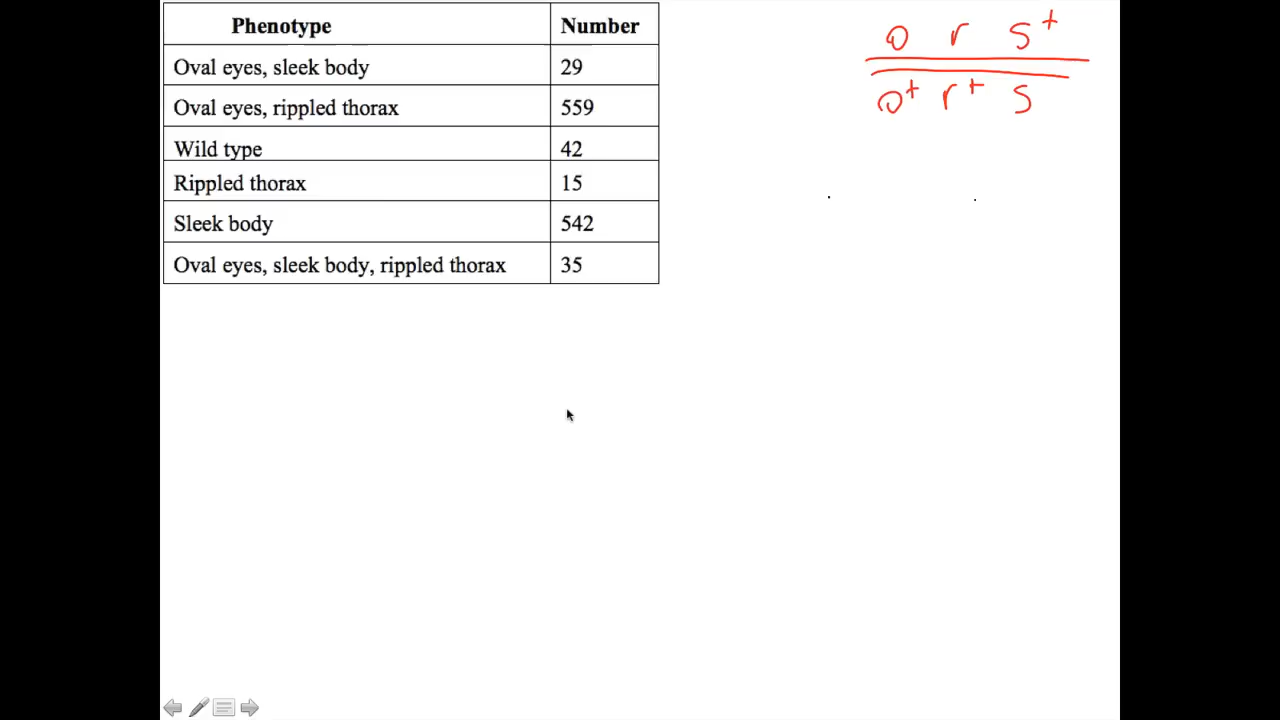 Phenotype Number
Oval eyes, sleek body 29
Oval eyes, rippled thorax 559
Wild type 42
Rippled thorax 15
Sleek body 542
Oval eyes, sleek body, rippled thorax 35
o r s+
o+ r+ s